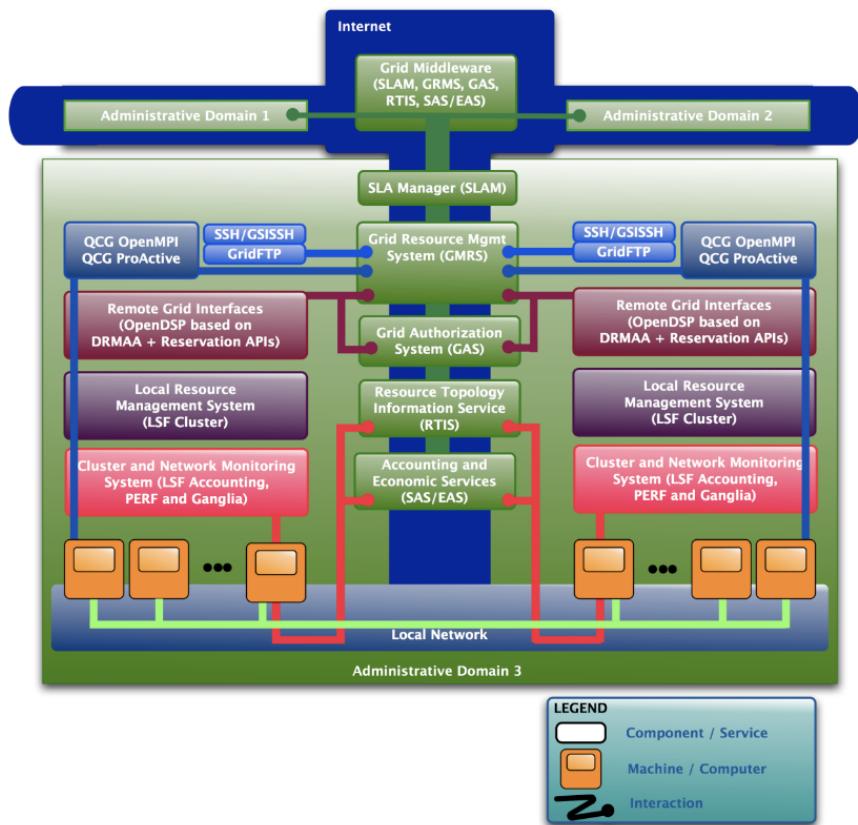 Internet
Grid Middleware
(SLAM, GRMS, GAS,
RTIS, SAS/EAS)
Administrative Domain 1
Administrative Domain 2
SLA Manager (SLAM)
QCG OpenMPI
QCG ProActive
SSH/GSISSH
GridFTP
Grid Resource Mgmt
System (GMRS)
SSH/GSISSH
GridFTP
QCG OpenMPI
QCG ProActive
Remote Grid Interfaces
(OpenDSP based on
DRMAA + Reservation APIs)
Grid Authorization
System (GAS)
Remote Grid Interfaces
(OpenDSP based on
DRMAA + Reservation APIs)
Local Resource
Management System
(LSF Cluster)
Resource Topology
Information Service
(RTIS)
Local Resource
Management System
(LSF Cluster)
Cluster and Network Monitoring
System (LSF Accounting,
PERF and Ganglia)
Accounting and
Economic Services
(SAS/EAS)
Cluster and Network Monitoring
System (LSF Accounting,
PERF and Ganglia)
Local Network
Administrative Domain 3
LEGEND
Component / Service
Machine / Computer
Interaction